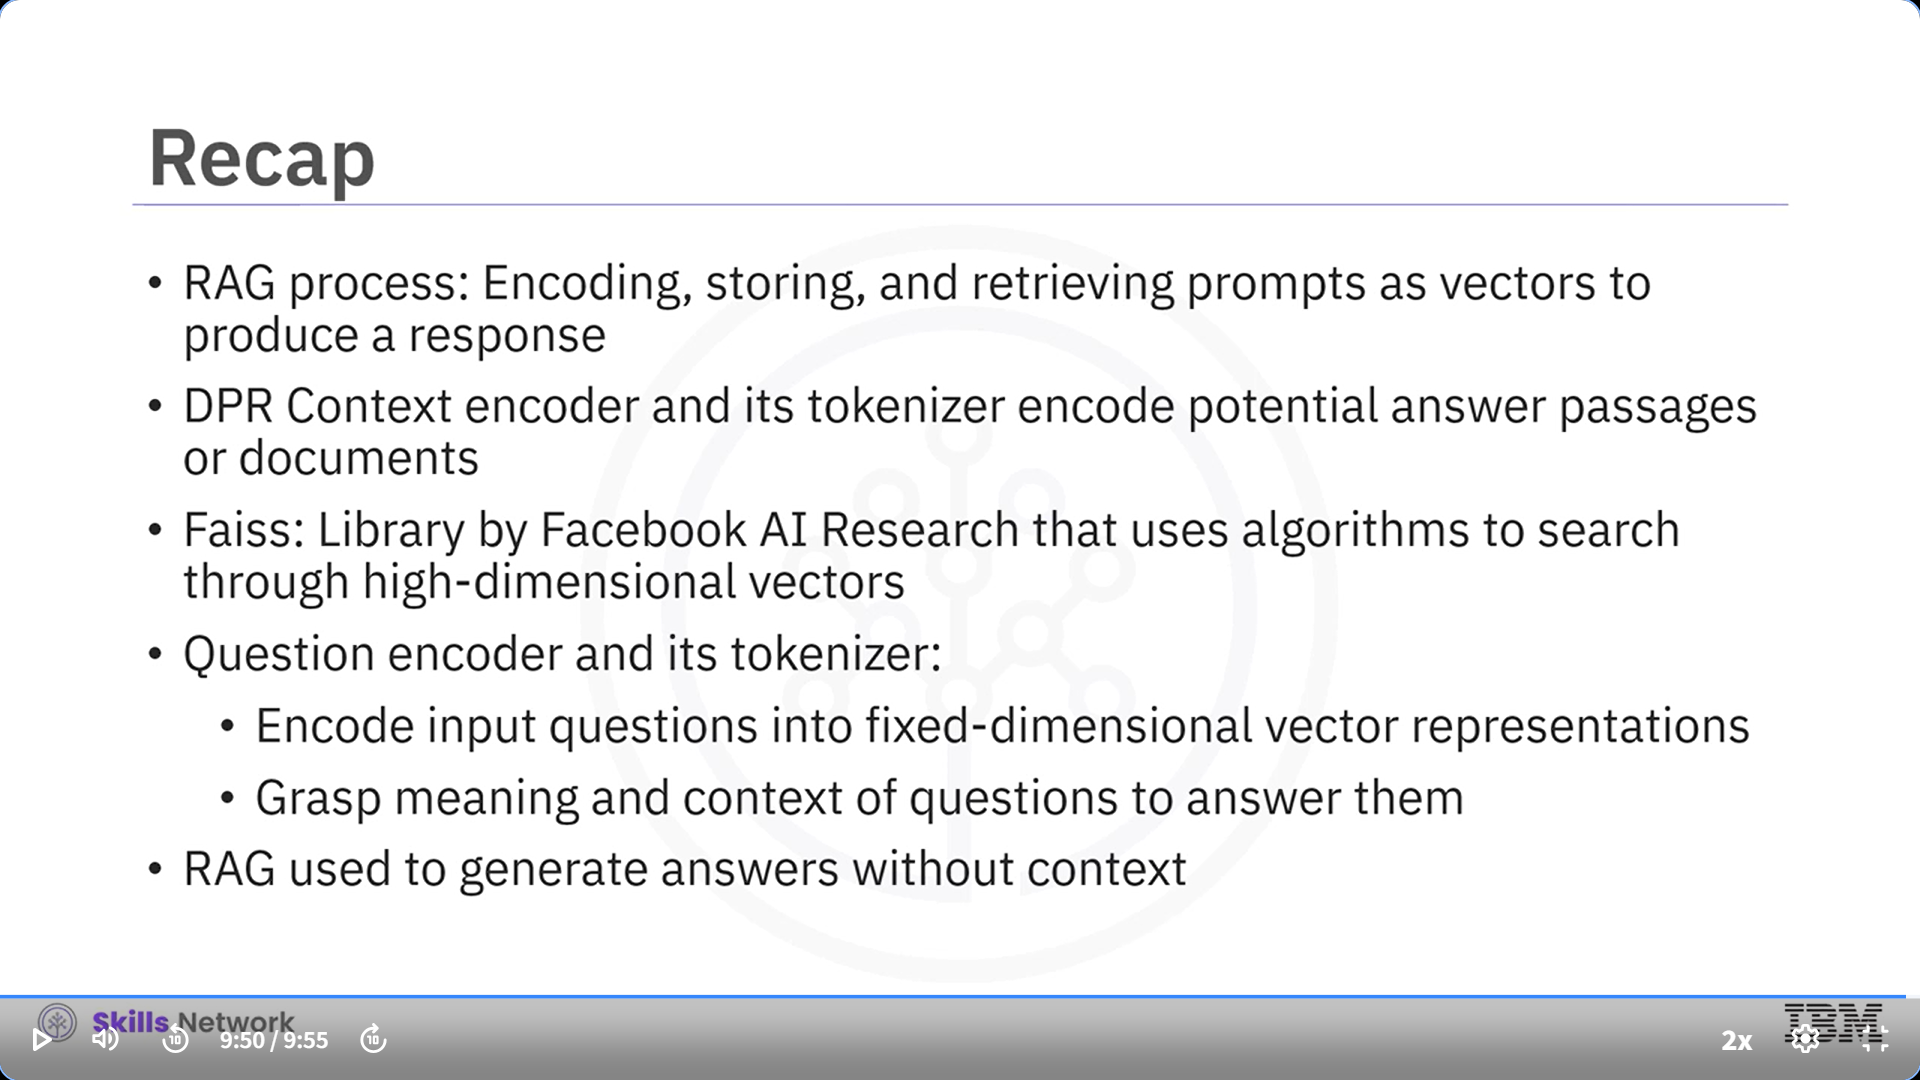 Recap
• RAG process: Encoding, storing, and retrieving prompts as vectors to
produce a response
• DPR Context encoder and its tokenizer encode potential answer passages
or documents
• Faiss: Library by Facebook AI Research that uses algorithms to search
through high-dimensional vectors
• Question encoder and its tokenizer:
• Encode input questions into fixed-dimensional vector representations
• Grasp meaning and context of questions to answer them
• RAG used to generate answers without context
Skills Network
IBM
10
9:50 / 9:55
10
2x